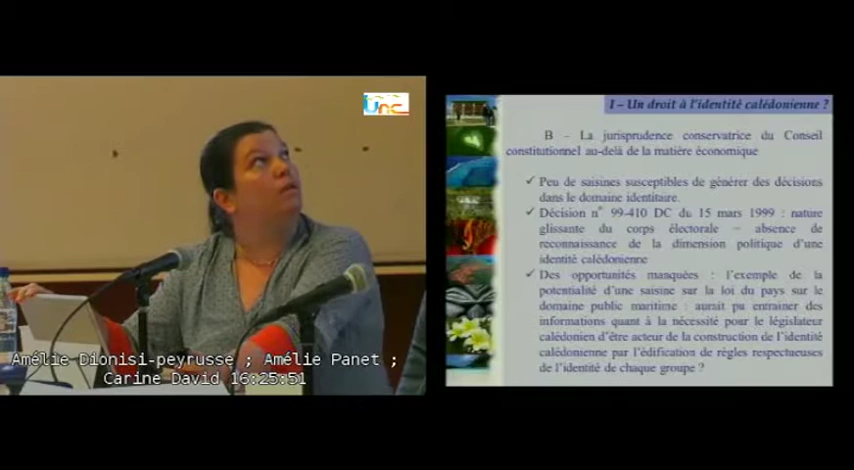 unc
Amélie Dionisi-peyrusse ; Amélie Panet ;
Carine David 16:25:51
I – Un droit à l'identité calédonienne ?
B – La jurisprudence conservatrice du Conseil
constitutionnel au-delà de la matière économique
✓ Peu de saisines susceptibles de générer des décisions
dans le domaine identitaire.
✓ Décision n° 99-410 DC du 15 mars 1999 : nature
glissante du corps électorale – absence de
reconnaissance de la dimension politique d'une
identité calédonienne
✓ Des opportunités manquées : l'exemple de la
potentialité d'une saisine sur la loi du pays sur le
domaine public maritime : aurait pu entrainer des
informations quant à la nécessité pour le législateur
calédonien d'être acteur de la construction de l'identité
calédonienne par l'édification de règles respectueuses
de l'identité de chaque groupe ?